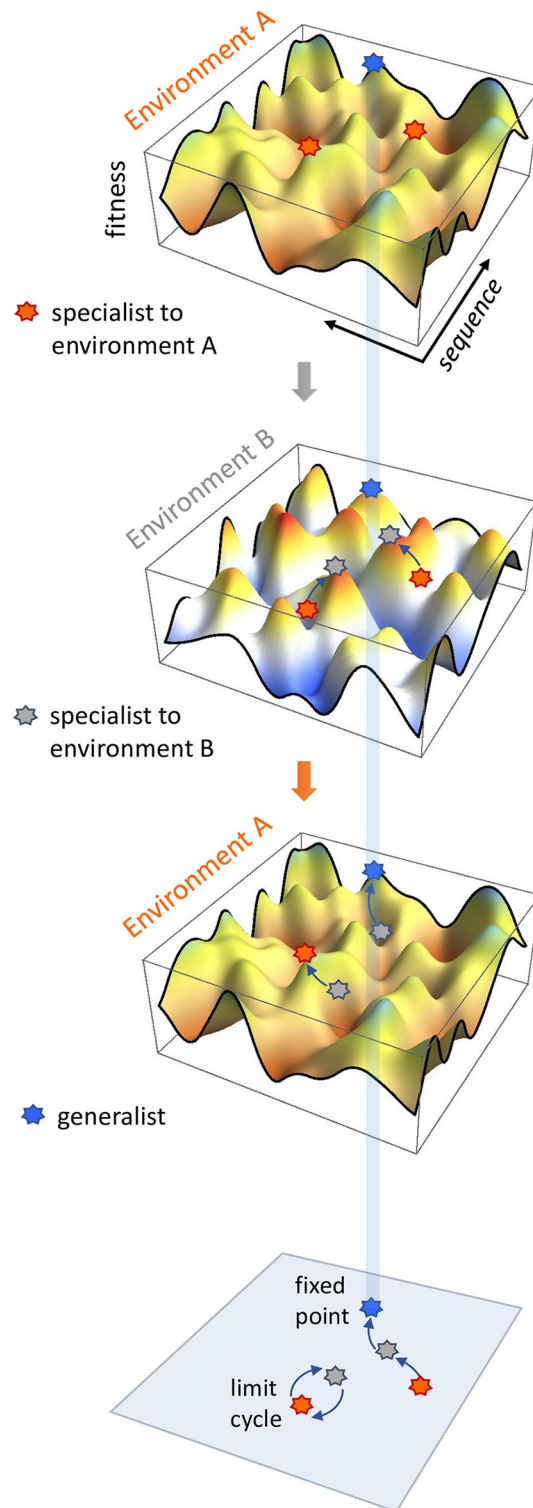 Environment A
fitness
sequence
specialist to
environment A
Environment B
specialist to
environment B
Environment A
generalist
fixed
point
limit
cycle